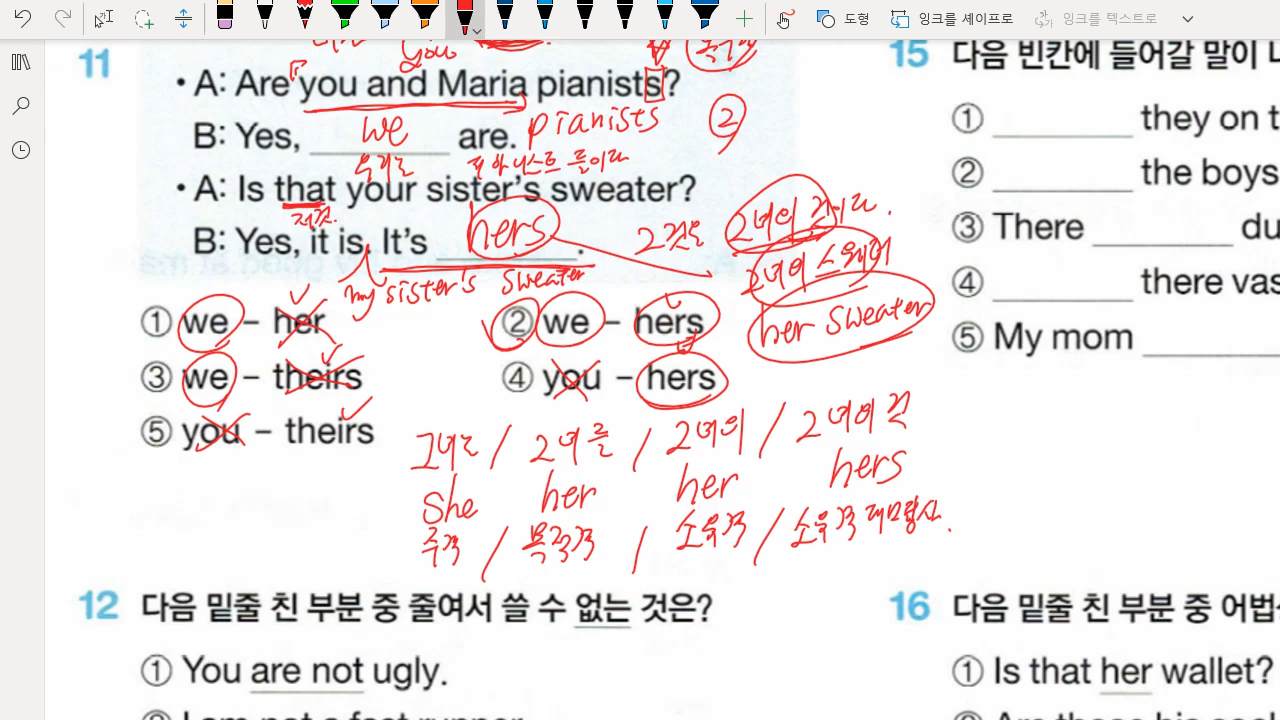 도형
잉크를 셰이프로
잉크를 텍스트로
you
11
• A: Are you and Maria pianists?
②
B: Yes, we are. pianists
우리는 피아니스트 들이다
• A: Is that your sister's sweater?
저것.
B: Yes, it is. It's hers.
그것은 그녀의 것이다.
그녀의 스웨터
my sister's sweater
her sweater
① we – her
② we – hers
③ we – theirs
④ you – hers
⑤ you – theirs
그녀는 / 그녀를 / 그녀의 / 그녀의 것
she her her hers
주격 / 목적격 / 소유격 / 소유격 대명사.
12 다음 밑줄 친 부분 중 줄여서 쓸 수 없는 것은?
① You are not ugly.
15 다음 빈칸에 들어갈 말이 나
① they on t
② the boys
③ There du
④ there vas
⑤ My mom
16 다음 밑줄 친 부분 중 어법
① Is that her wallet?